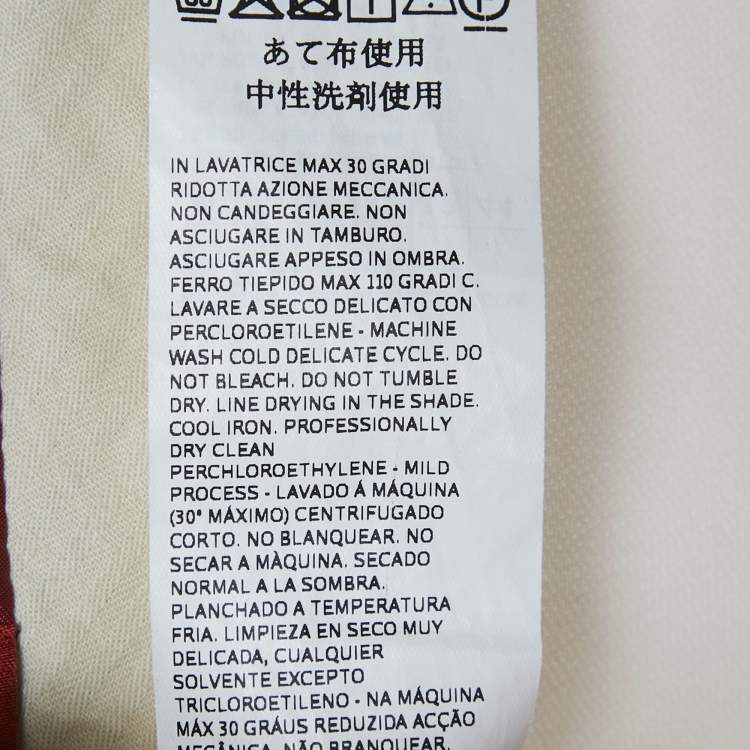 あて布使用
中性洗剤使用
IN LAVATRICE MAX 30 GRADI
RIDOTTA AZIONE MECCANICA.
NON CANDEGGIARE. NON
ASCIUGARE IN TAMBURO.
ASCIUGARE APPESO IN OMBRA.
FERRO TIEPIDO MAX 110 GRADI C.
LAVARE A SECCO DELICATO CON
PERCLOROETILENE - MACHINE
WASH COLD DELICATE CYCLE. DO
NOT BLEACH. DO NOT TUMBLE
DRY. LINE DRYING IN THE SHADE.
COOL IRON. PROFESSIONALLY
DRY CLEAN
PERCHLOROETHYLENE - MILD
PROCESS - LAVADO Á MÁQUINA
(30° MÁXIMO) CENTRIFUGADO
CORTO. NO BLANQUEAR. NO
SECAR A MÀQUINA. SECADO
NORMAL A LA SOMBRA.
PLANCHADO A TEMPERATURA
FRIA. LIMPIEZA EN SECO MUY
DELICADA, CUALQUIER
SOLVENTE EXCEPTO
TRICLOROETILENO - NA MÁQUINA
MÁX 30 GRÁUS REDUZIDA ACÇÃO
MECÂNICA. NÃO BRANQUEAR.